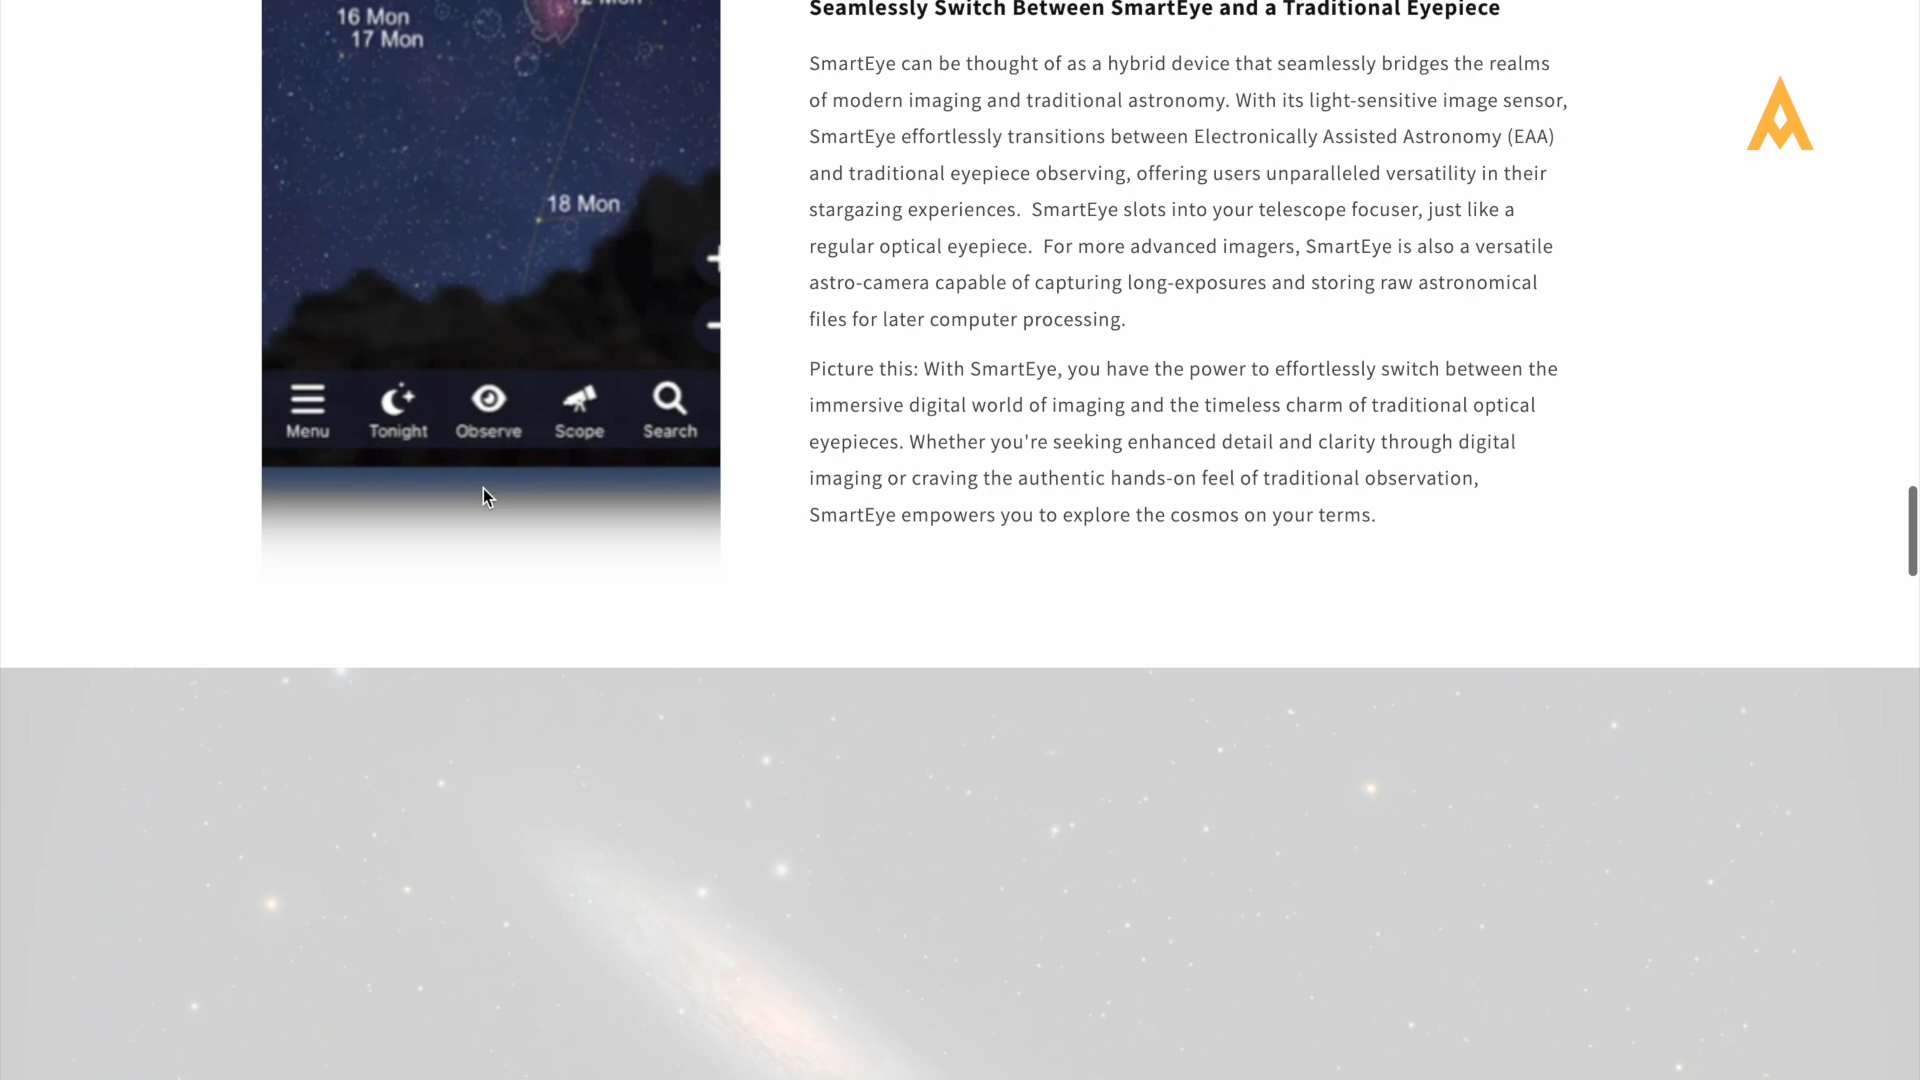 12 Mon
16 Mon
17 Mon
18 Mon
Menu
Tonight
Observe
Scope
Search
Seamlessly Switch Between SmartEye and a Traditional Eyepiece
SmartEye can be thought of as a hybrid device that seamlessly bridges the realms
of modern imaging and traditional astronomy. With its light-sensitive image sensor,
SmartEye effortlessly transitions between Electronically Assisted Astronomy (EAA)
and traditional eyepiece observing, offering users unparalleled versatility in their
stargazing experiences.  SmartEye slots into your telescope focuser, just like a
regular optical eyepiece.  For more advanced imagers, SmartEye is also a versatile
astro-camera capable of capturing long-exposures and storing raw astronomical
files for later computer processing.
Picture this: With SmartEye, you have the power to effortlessly switch between the
immersive digital world of imaging and the timeless charm of traditional optical
eyepieces. Whether you're seeking enhanced detail and clarity through digital
imaging or craving the authentic hands-on feel of traditional observation,
SmartEye empowers you to explore the cosmos on your terms.